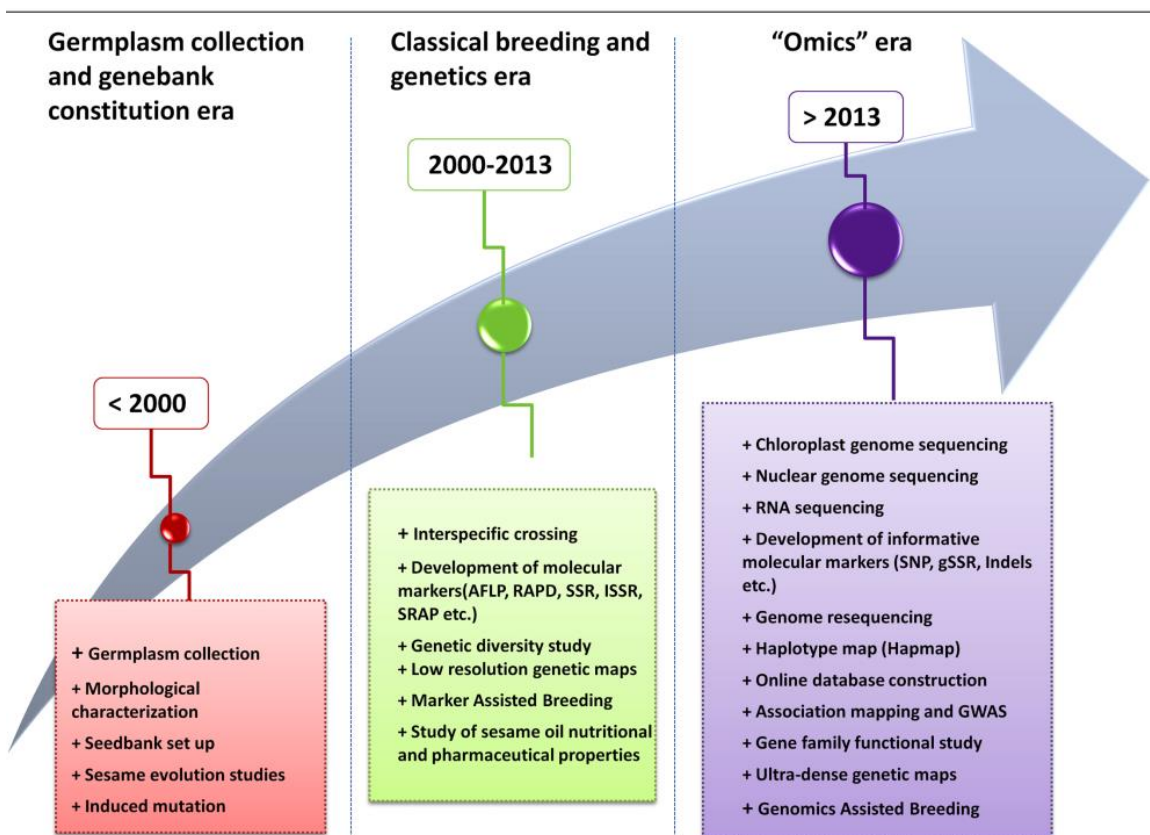 Germplasm collection
and genebank
constitution era
< 2000
+ Germplasm collection
+ Morphological
characterization
+ Seedbank set up
+ Sesame evolution studies
+ Induced mutation
Classical breeding and
genetics era
2000-2013
+ Interspecific crossing
+ Development of molecular
markers(AFLP, RAPD, SSR, ISSR,
SRAP etc.)
+ Genetic diversity study
+ Low resolution genetic maps
+ Marker Assisted Breeding
+ Study of sesame oil nutritional
and pharmaceutical properties
“Omics” era
> 2013
+ Chloroplast genome sequencing
+ Nuclear genome sequencing
+ RNA sequencing
+ Development of informative
molecular markers (SNP, gSSR, Indels
etc.)
+ Genome resequencing
+ Haplotype map (Hapmap)
+ Online database construction
+ Association mapping and GWAS
+ Gene family functional study
+ Ultra-dense genetic maps
+ Genomics Assisted Breeding